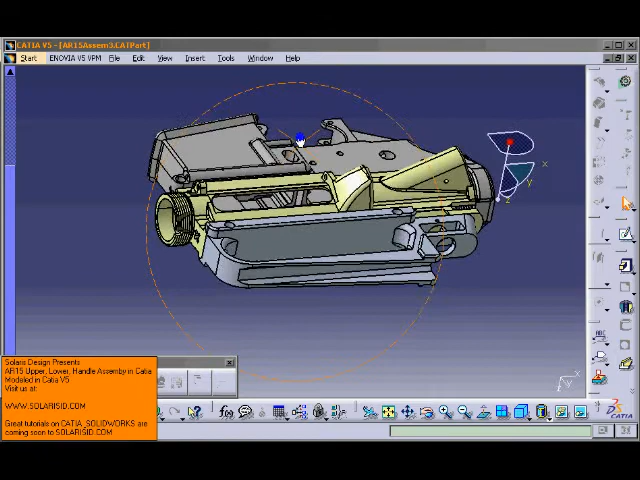 CATIA V5 - [AR15Assem3.CATPart]
Start ENOVIA V5 VPM File Edit View Insert Tools Window Help
x
y
z
Solaris Design Presents
AR15 Upper, Lower, Handle Assemby in Catia
Modeled in Catia V5
Visit us at:
WWW.SOLARISID.COM
Great tutorials on CATIA_SOLIDWORKS are
coming soon to SOLARISID.COM
f(x)
ABC
CATIA